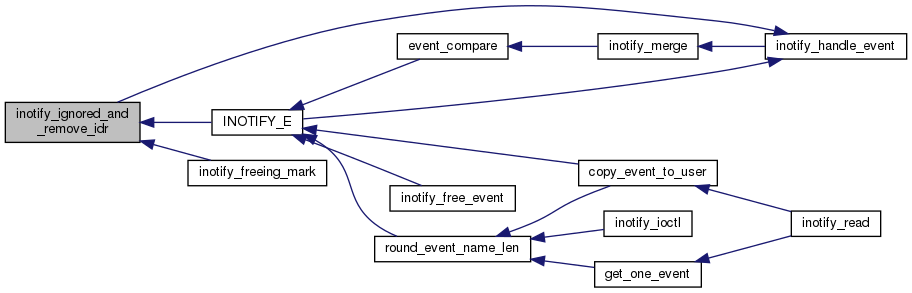 event_compare
inotify_merge
inotify_handle_event
inotify_ignored_and
_remove_idr
INOTIFY_E
inotify_freeing_mark
copy_event_to_user
inotify_free_event
inotify_ioctl
inotify_read
round_event_name_len
get_one_event